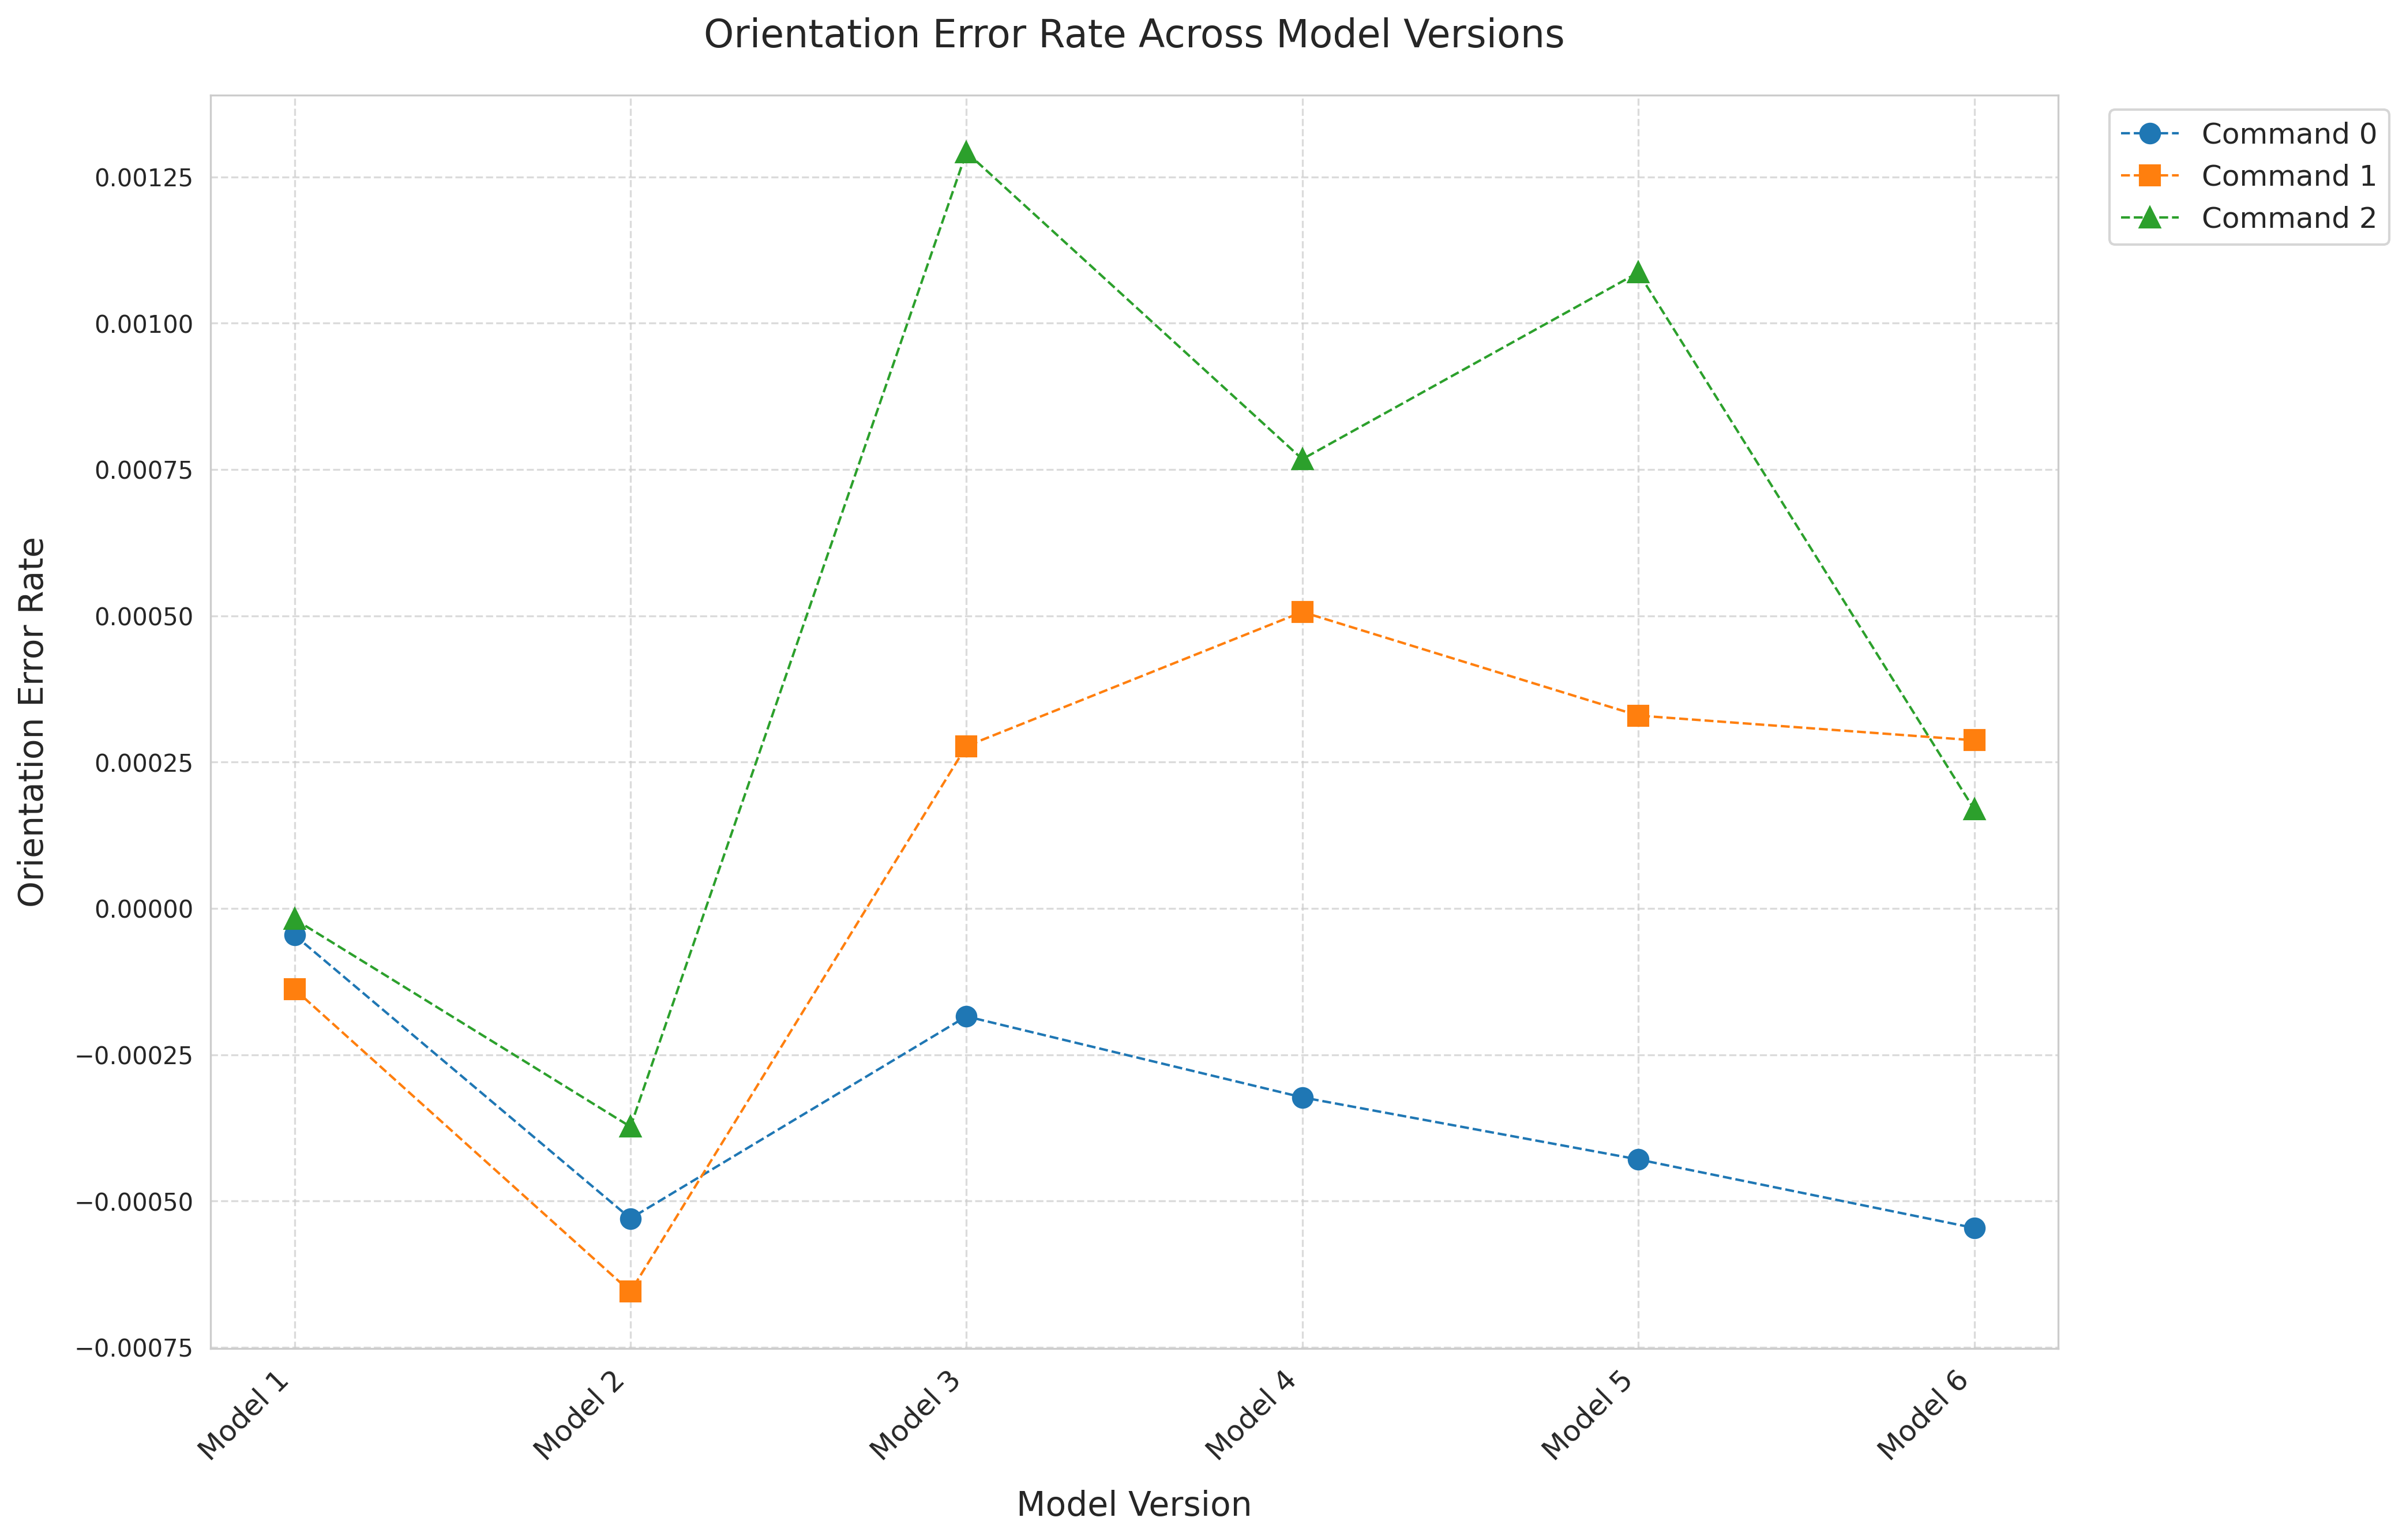 Orientation Error Rate Across Model Versions
Command 0
Command 1
Command 2
Orientation Error Rate
0.00125
0.00100
0.00075
0.00050
0.00025
0.00000
−0.00025
−0.00050
−0.00075
Model 1
Model 2
Model 3
Model 4
Model 5
Model 6
Model Version